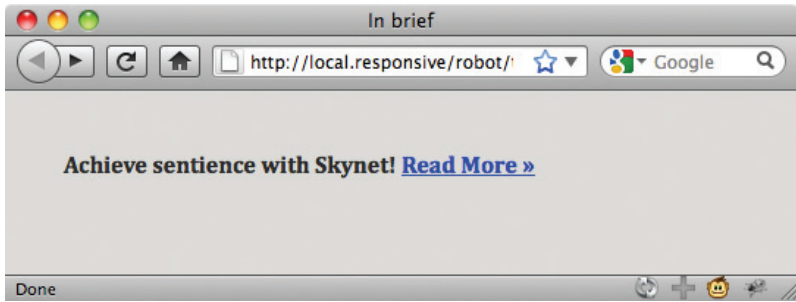 In brief
http://local.responsive/robot/
Google
Achieve sentience with Skynet! Read More »
Done